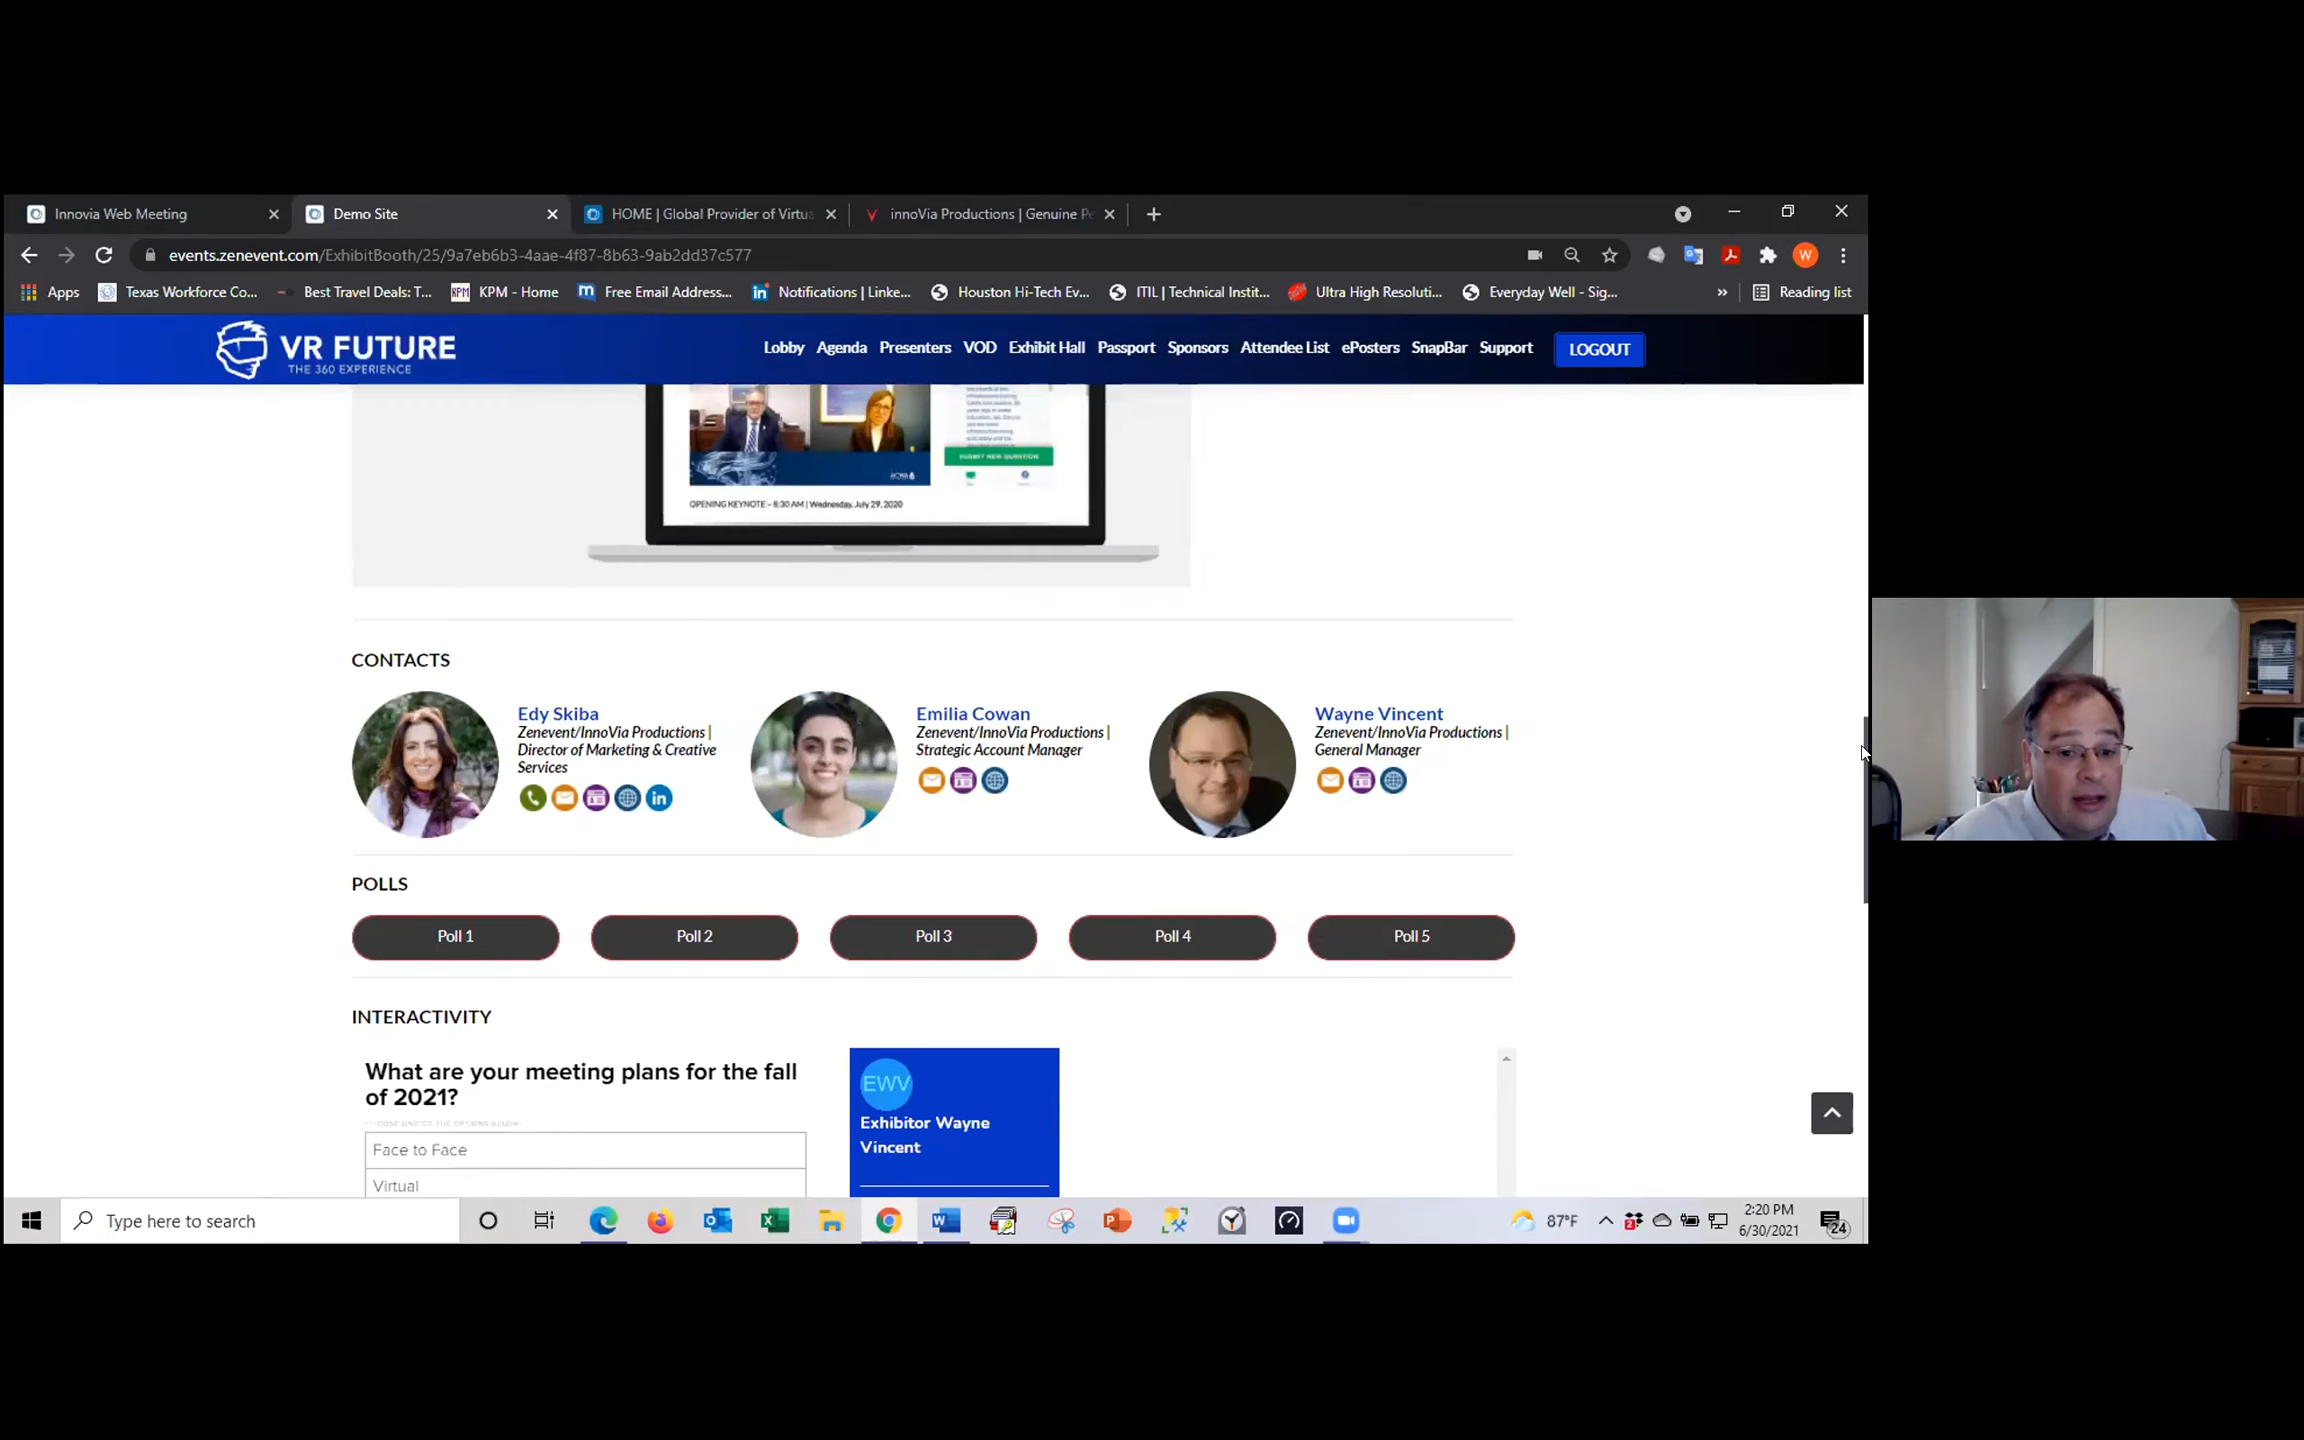 Innovia Web Meeting
Demo Site
HOME | Global Provider of Virtu
innoVia Productions | Genuine Pe
events.zenevent.com/ExhibitBooth/25/9a7eb6b3-4aae-4f87-8b63-9ab2dd37c577
W
Apps
Texas Workforce Co...
Best Travel Deals: T...
KPM
KPM - Home
Free Email Address...
Notifications | Linke...
Houston Hi-Tech Ev...
ITIL | Technical Instit...
Ultra High Resoluti...
Everyday Well - Sig...
»
Reading list
VR FUTURE
THE 360 EXPERIENCE
Lobby Agenda Presenters VOD Exhibit Hall Passport Sponsors Attendee List ePosters SnapBar Support
LOGOUT
SUBMIT NEW QUESTION
OPENING KEYNOTE – 8:30 AM | Wednesday, July 29, 2020
CONTACTS
Edy Skiba
Zenevent/InnoVia Productions |
Director of Marketing & Creative
Services
Emilia Cowan
Zenevent/InnoVia Productions |
Strategic Account Manager
Wayne Vincent
Zenevent/InnoVia Productions |
General Manager
POLLS
Poll 1
Poll 2
Poll 3
Poll 4
Poll 5
INTERACTIVITY
What are your meeting plans for the fall
of 2021?
Face to Face
Virtual
EWV
Exhibitor Wayne
Vincent
Type here to search
87°F
2:20 PM
6/30/2021
24